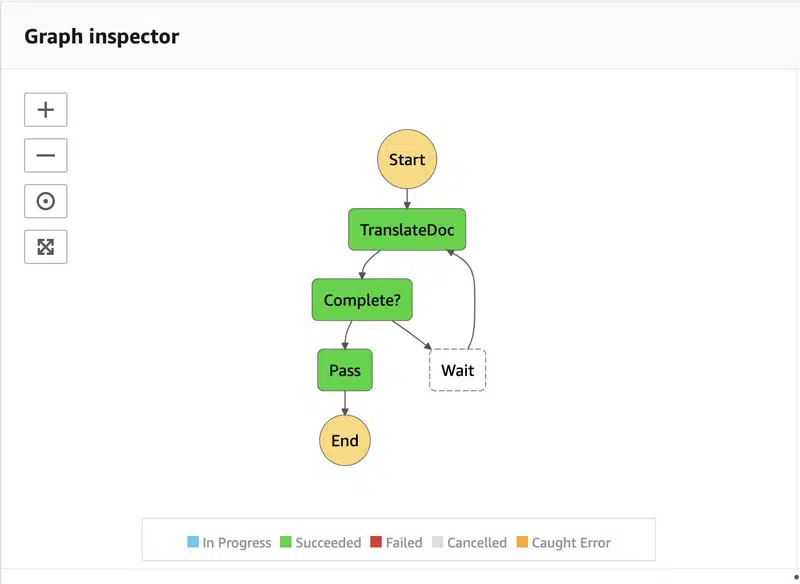 Graph inspector
Start
TranslateDoc
Complete?
Pass
Wait
End
In Progress Succeeded Failed Cancelled Caught Error